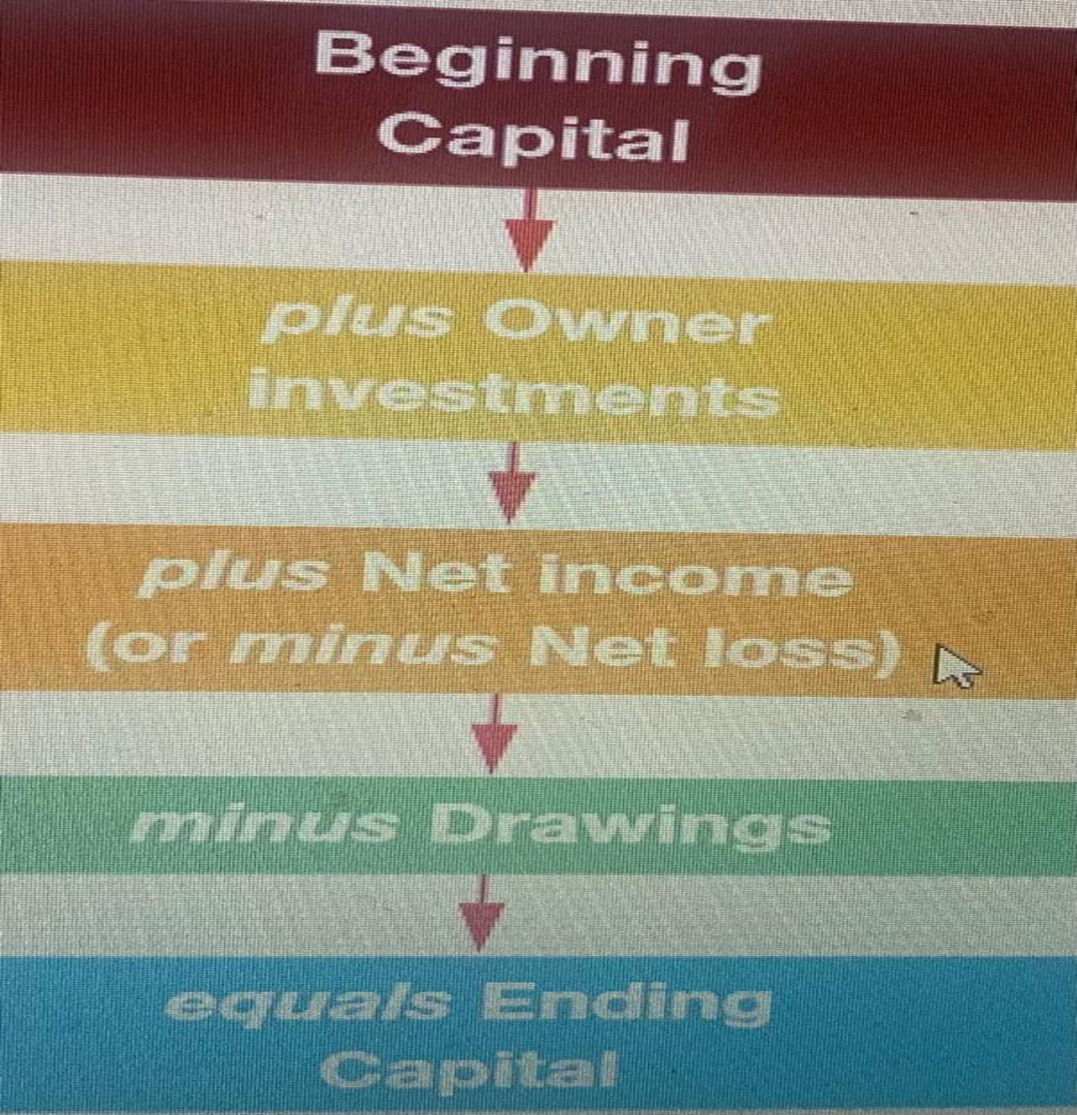 Beginning
Capital
plus Owner
investments
plus Net income
(or minus Net loss)
minus Drawings
equals Ending
Capital